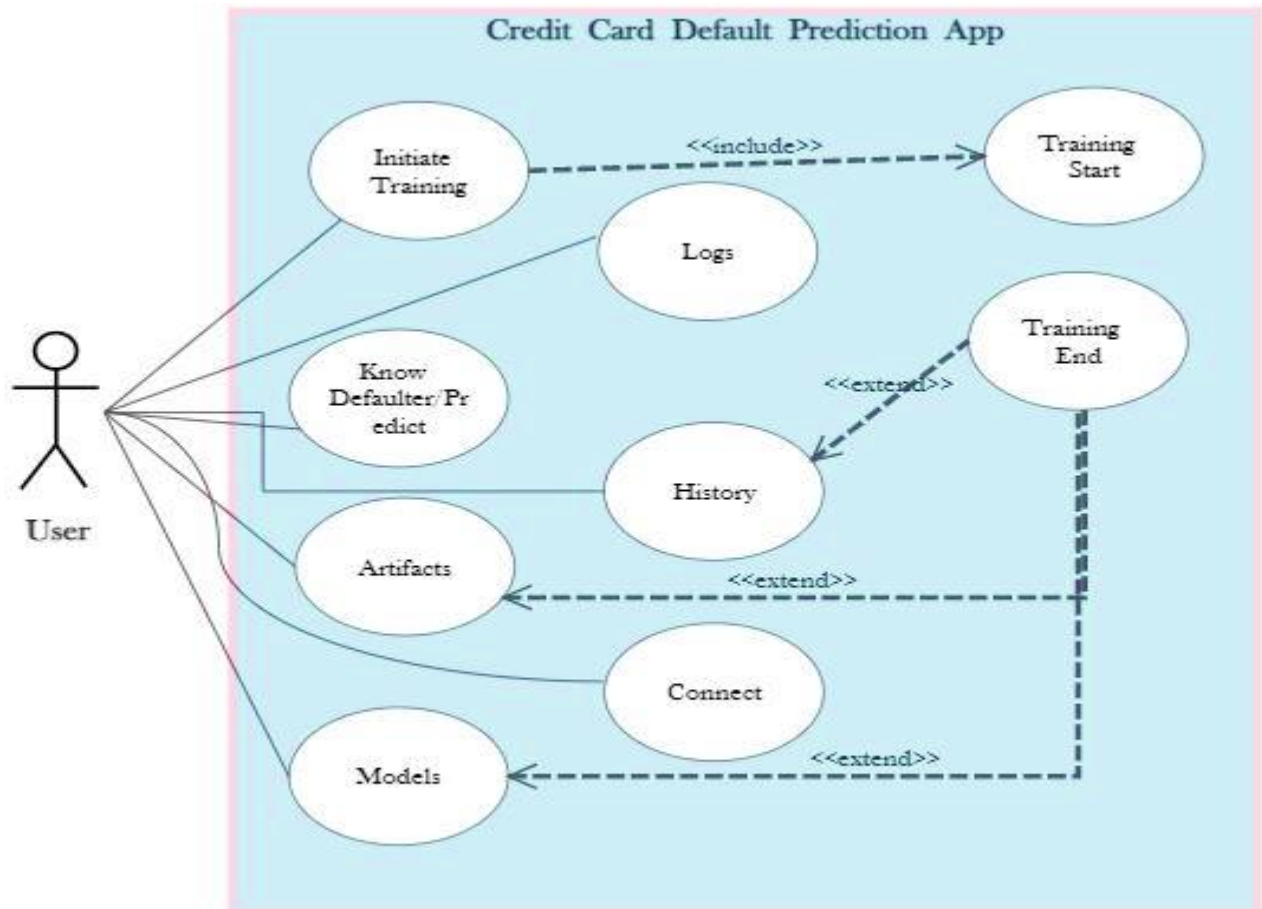 Credit Card Default Prediction App
Initiate
Training
<<include>>
Training
Start
Logs
Training
End
Know
Defaulter/Pr
edict
<<extend>>
History
User
Artifacts
<<extend>>
Connect
Models
<<extend>>